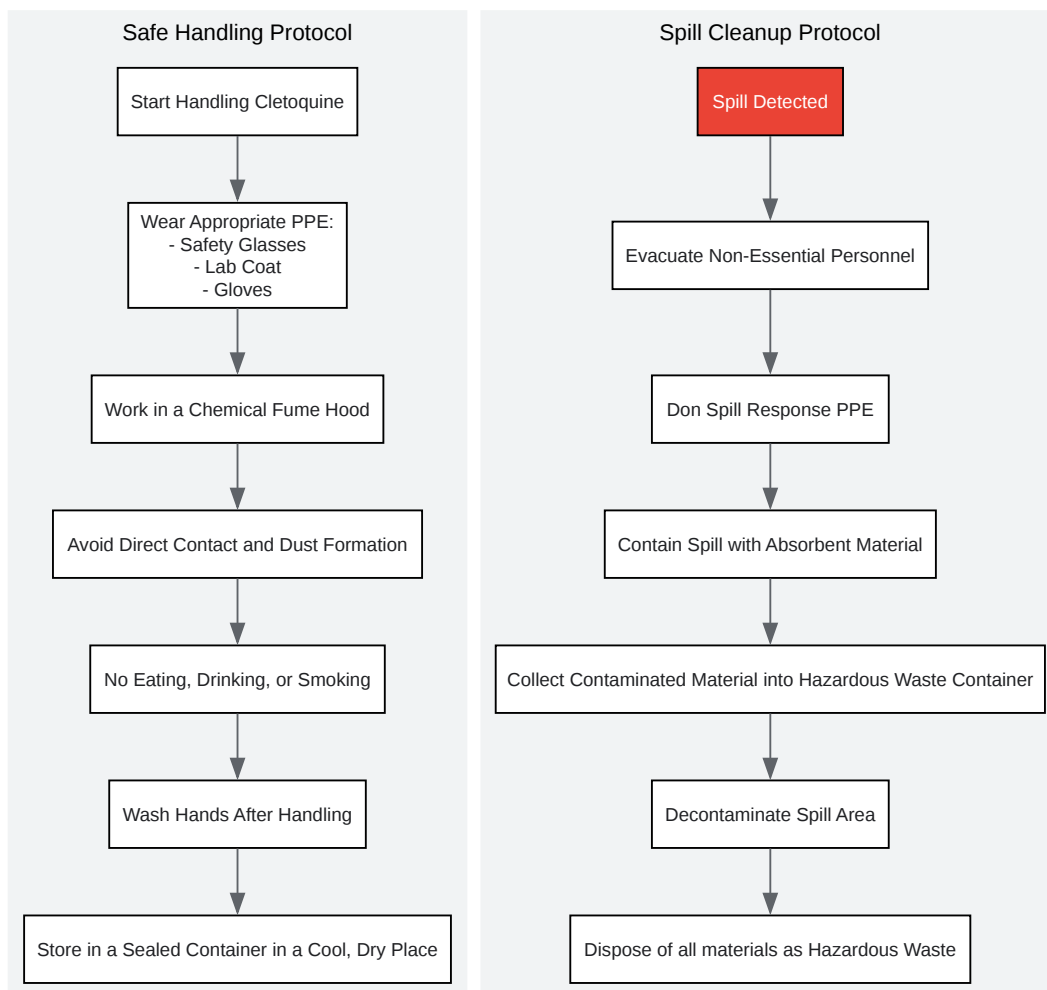 Safe Handling Protocol
Start Handling Cletoquine
Wear Appropriate PPE:
- Safety Glasses
- Lab Coat
- Gloves
Work in a Chemical Fume Hood
Avoid Direct Contact and Dust Formation
No Eating, Drinking, or Smoking
Wash Hands After Handling
Store in a Sealed Container in a Cool, Dry Place
Spill Cleanup Protocol
Spill Detected
Evacuate Non-Essential Personnel
Don Spill Response PPE
Contain Spill with Absorbent Material
Collect Contaminated Material into Hazardous Waste Container
Decontaminate Spill Area
Dispose of all materials as Hazardous Waste